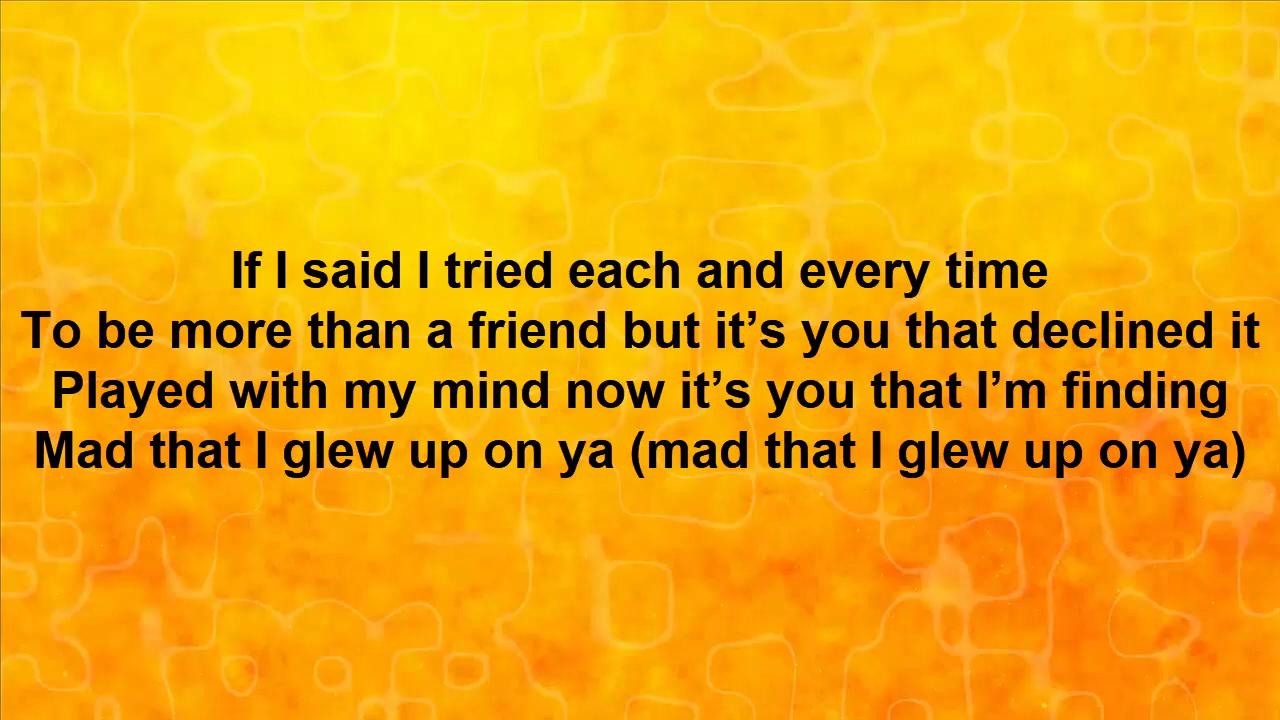 If I said I tried each and every time
To be more than a friend but it’s you that declined it
Played with my mind now it’s you that I’m finding
Mad that I glew up on ya (mad that I glew up on ya)